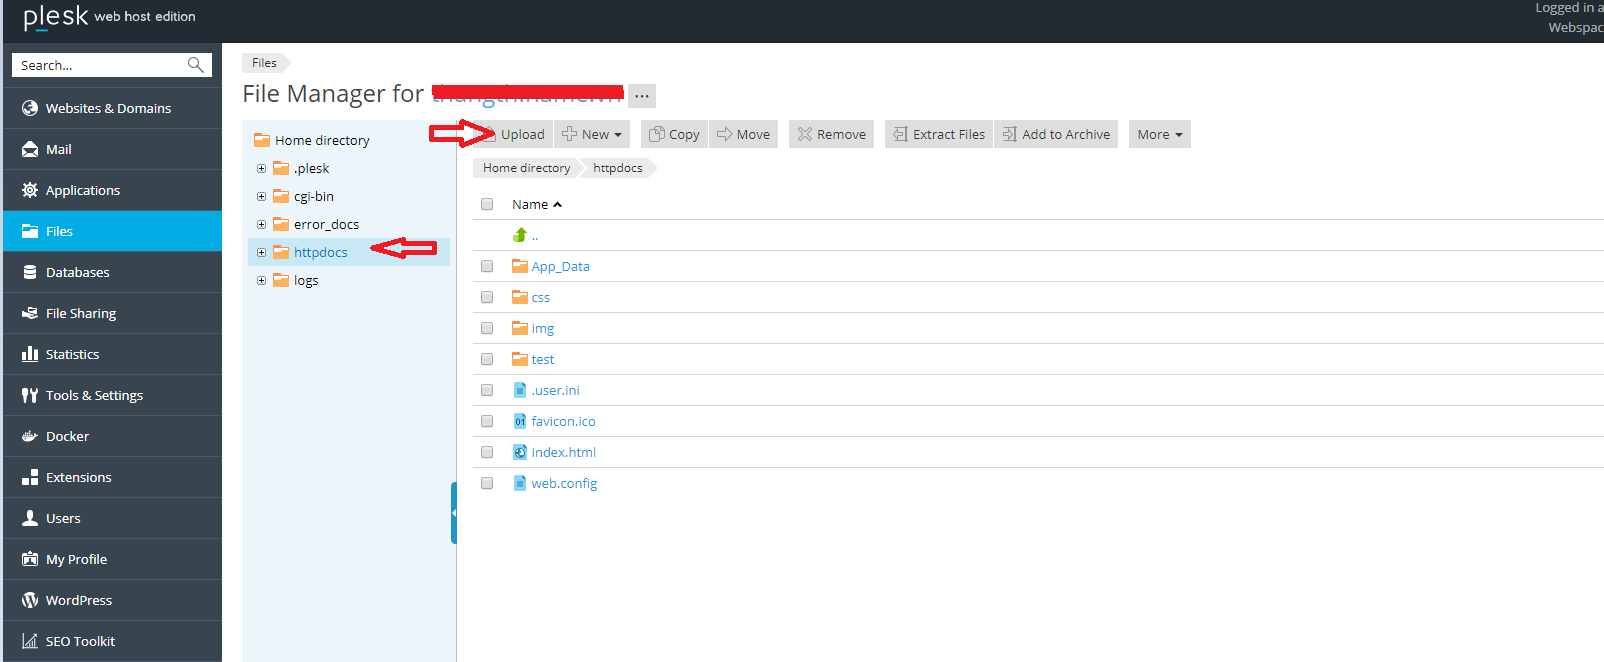 plesk web host edition
Logged in a
Webspac
Search...
Websites & Domains
Mail
Applications
Files
Databases
File Sharing
Statistics
Tools & Settings
Docker
Extensions
Users
My Profile
WordPress
SEO Toolkit
Files
File Manager for
...
Home directory
.plesk
cgi-bin
error_docs
httpdocs
logs
Upload New Copy Move Remove Extract Files Add to Archive More
Home directory httpdocs
Name
..
App_Data
css
img
test
.user.ini
favicon.ico
index.html
web.config